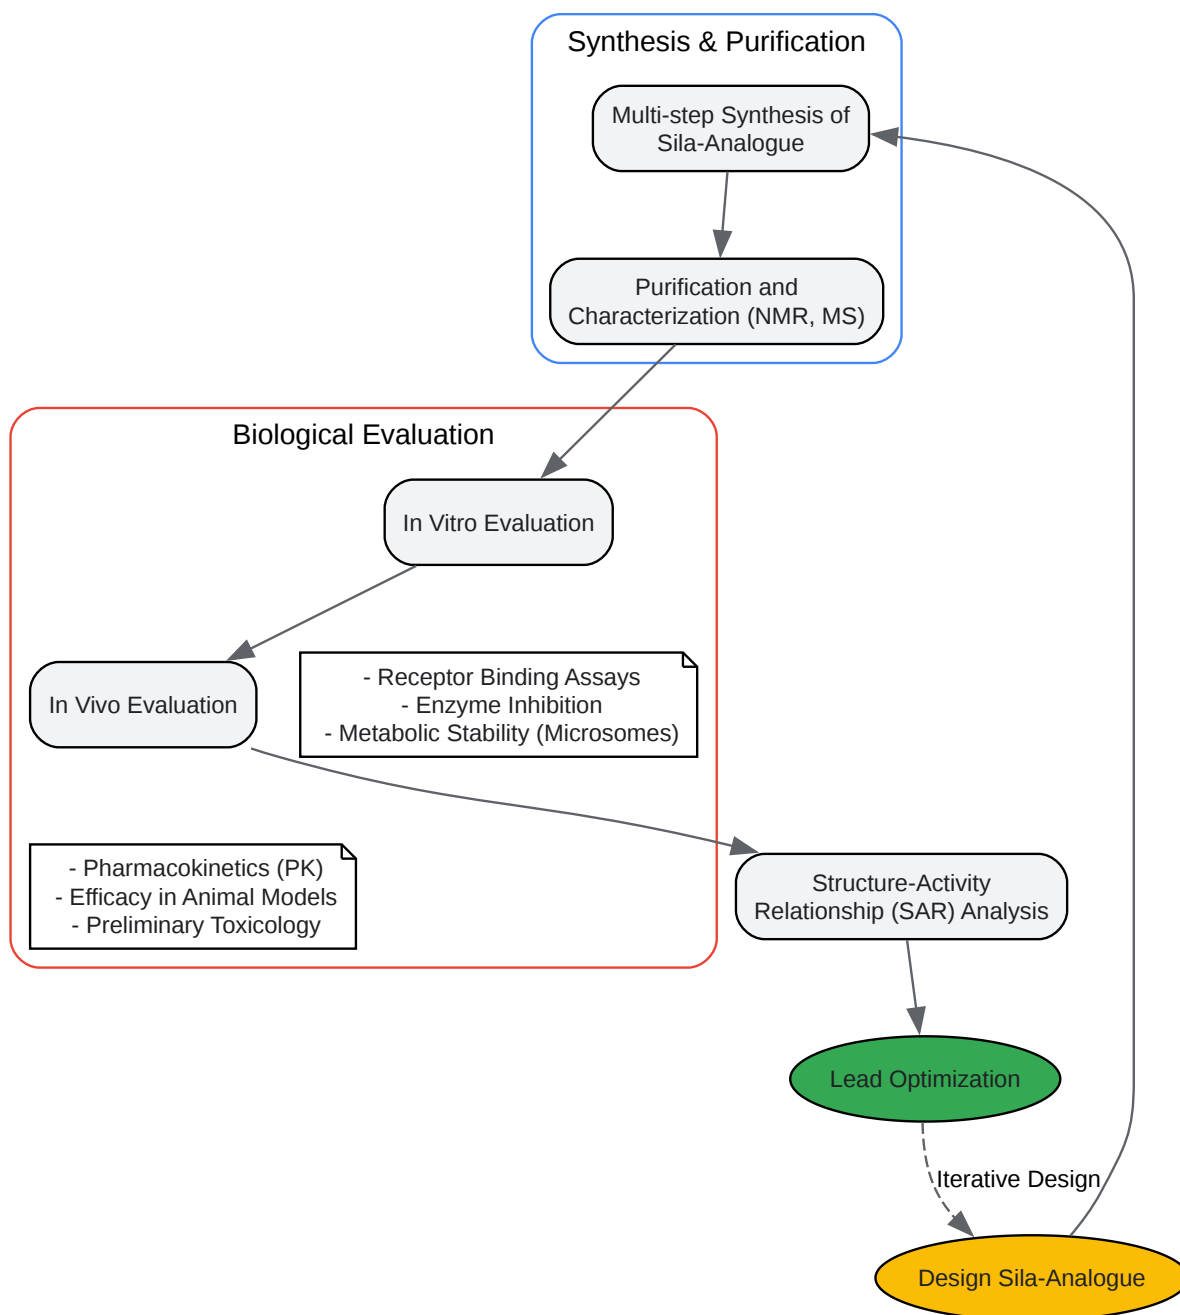 Synthesis & Purification
Multi-step Synthesis of
Sila-Analogue
Purification and
Characterization (NMR, MS)
Biological Evaluation
In Vitro Evaluation
In Vivo Evaluation
- Receptor Binding Assays
- Enzyme Inhibition
- Metabolic Stability (Microsomes)
- Pharmacokinetics (PK)
- Efficacy in Animal Models
- Preliminary Toxicology
Structure-Activity
Relationship (SAR) Analysis
Lead Optimization
Iterative Design
Design Sila-Analogue